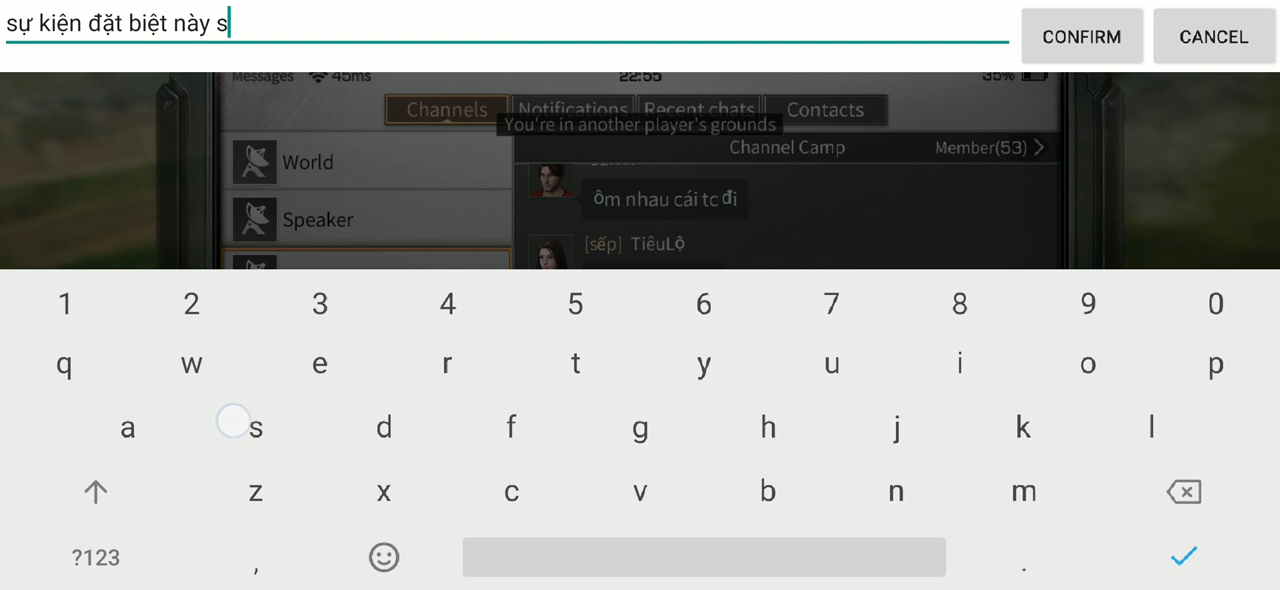 sự kiện đặt biệt này s
CONFIRM
CANCEL
Messages 45ms
22:55
35%
Channels
Notifications
Recent chats
Contacts
You're in another player's grounds
World
Channel Camp
Member(53)
ôm nhau cái tc đi
Speaker
[sếp] TiêuLộ
1 2 3 4 5 6 7 8 9 0
q w e r t y u i o p
a s d f g h j k l
z x c v b n m
?123 , .